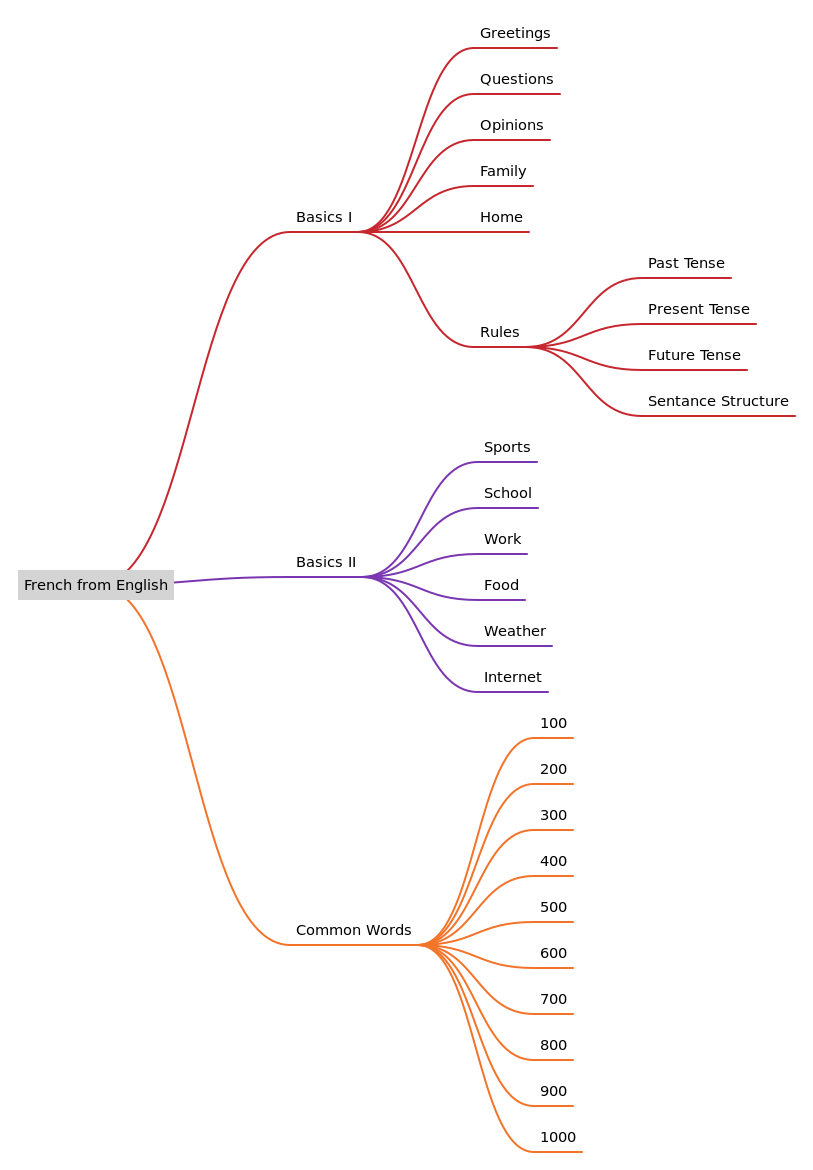 French from English
Basics I
Greetings
Questions
Opinions
Family
Home
Rules
Past Tense
Present Tense
Future Tense
Sentance Structure
Basics II
Sports
School
Work
Food
Weather
Internet
Common Words
100
200
300
400
500
600
700
800
900
1000